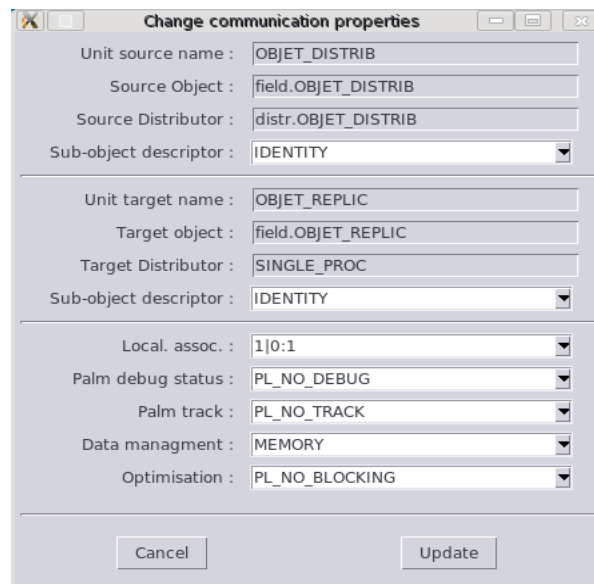 Change communication properties
Unit source name : OBJET_DISTRIB
Source Object : field.OBJET_DISTRIB
Source Distributor : distr.OBJET_DISTRIB
Sub-object descriptor : IDENTITY
Unit target name : OBJET_REPLIC
Target object : field.OBJET_REPLIC
Target Distributor : SINGLE_PROC
Sub-object descriptor : IDENTITY
Local. assoc. : 1|0:1
Palm debug status : PL_NO_DEBUG
Palm track : PL_NO_TRACK
Data managment : MEMORY
Optimisation : PL_NO_BLOCKING
Cancel Update